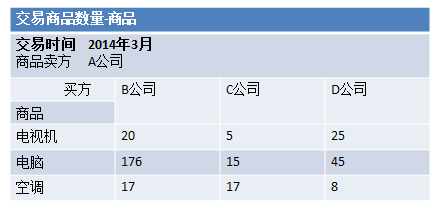 交易商品数量-商品
交易时间 2014年3月
商品卖方 A公司
买方 B公司 C公司 D公司
商品
电视机 20 5 25
电脑 176 15 45
空调 17 17 8